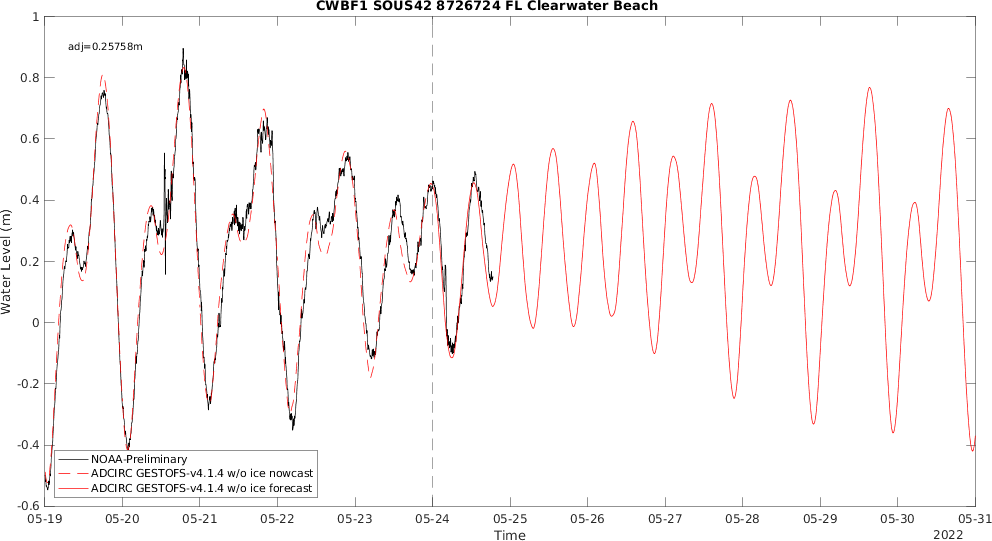 CWBF1 SOUS42 8726724 FL Clearwater Beach
adj=0.25758m
Water Level (m)
1
0.8
0.6
0.4
0.2
0
-0.2
-0.4
-0.6
NOAA-Preliminary
ADCIRC GESTOFS-v4.1.4 w/o ice nowcast
ADCIRC GESTOFS-v4.1.4 w/o ice forecast
05-19 05-20 05-21 05-22 05-23 05-24 05-25 05-26 05-27 05-28 05-29 05-30 05-31
Time
2022